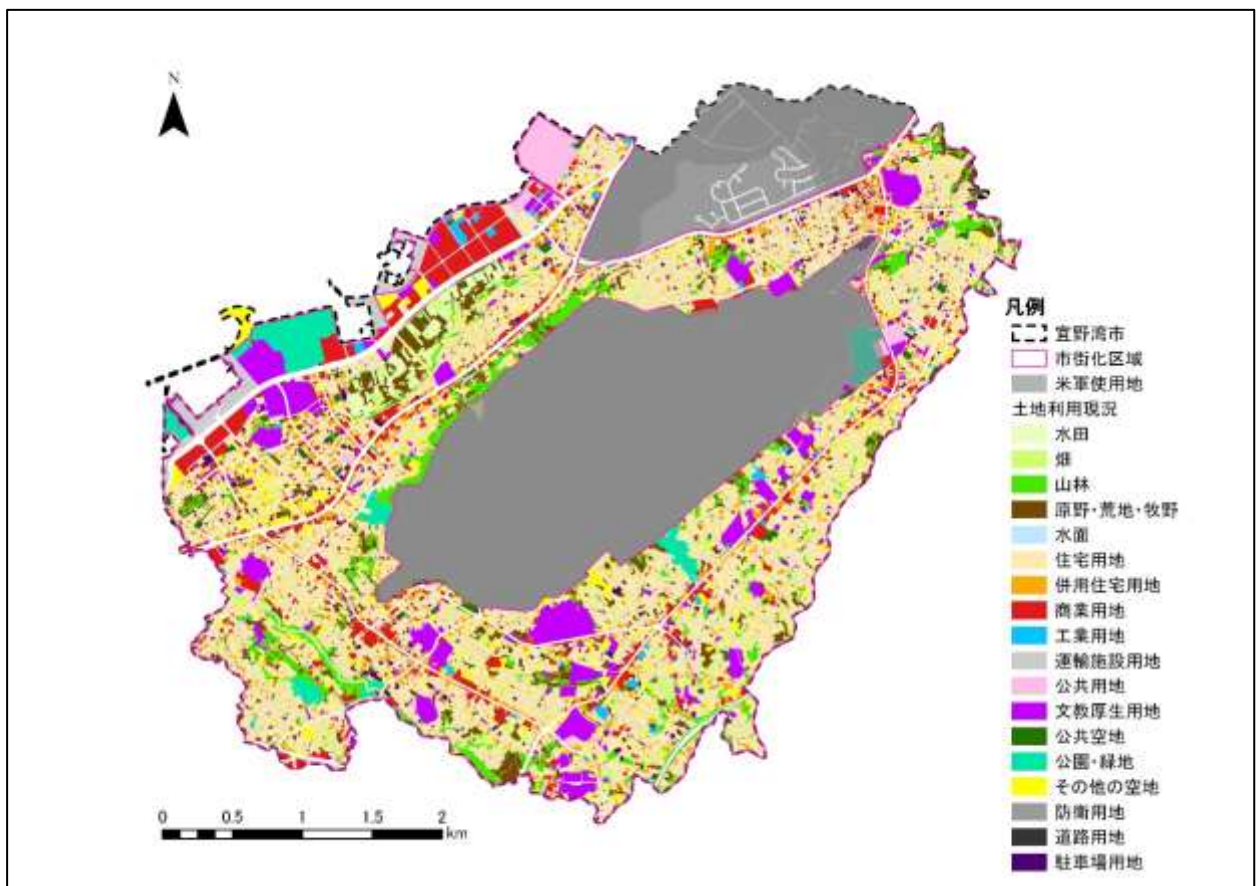 N
凡例
宜野湾市
市街化区域
米軍使用地
土地利用現況
水田
畑
山林
原野・荒地・牧野
水面
住宅用地
併用住宅用地
商業用地
工業用地
運輸施設用地
公共用地
文教厚生用地
公共空地
公園・緑地
その他の空地
防衛用地
道路用地
駐車場用地
0 0.5 1 1.5 2
km